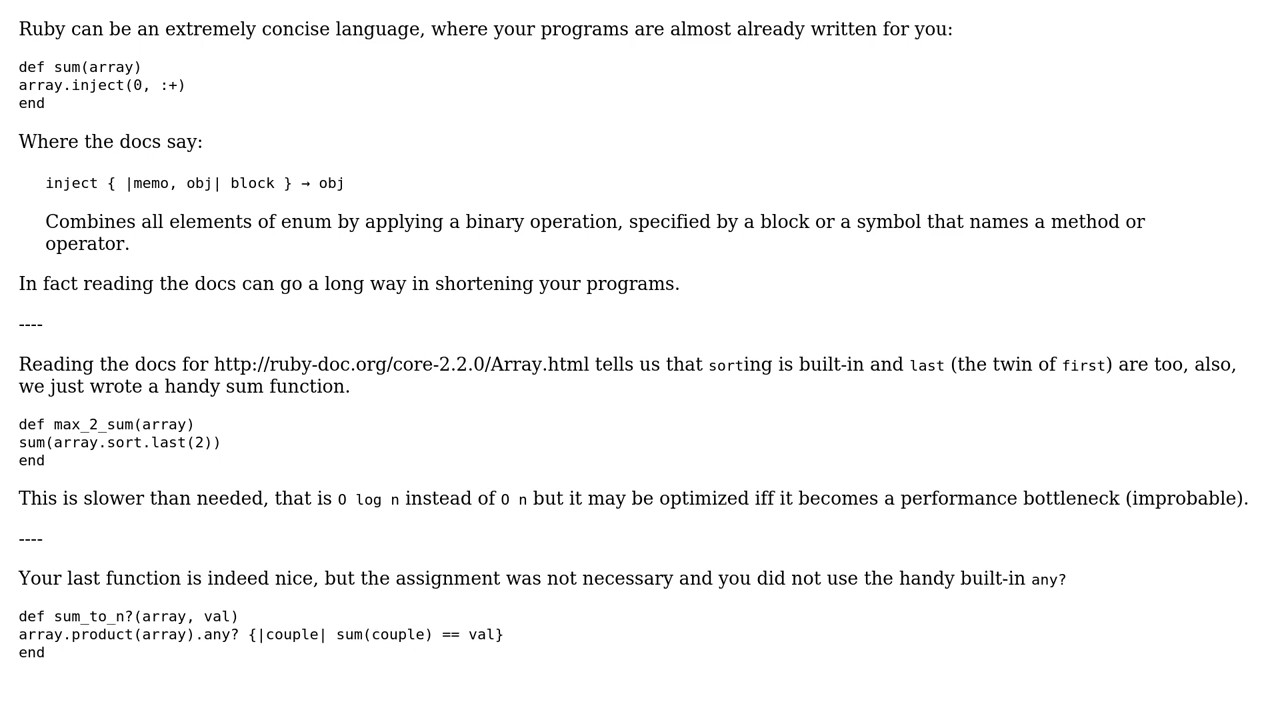 Ruby can be an extremely concise language, where your programs are almost already written for you:
def sum(array)
array.inject(0, :+)
end
Where the docs say:
inject { |memo, obj| block } → obj
Combines all elements of enum by applying a binary operation, specified by a block or a symbol that names a method or
operator.
In fact reading the docs can go a long way in shortening your programs.
----
Reading the docs for http://ruby-doc.org/core-2.2.0/Array.html tells us that sorting is built-in and last (the twin of first) are too, also,
we just wrote a handy sum function.
def max_2_sum(array)
sum(array.sort.last(2))
end
This is slower than needed, that is O log n instead of O n but it may be optimized iff it becomes a performance bottleneck (improbable).
----
Your last function is indeed nice, but the assignment was not necessary and you did not use the handy built-in any?
def sum_to_n?(array, val)
array.product(array).any? {|couple| sum(couple) == val}
end